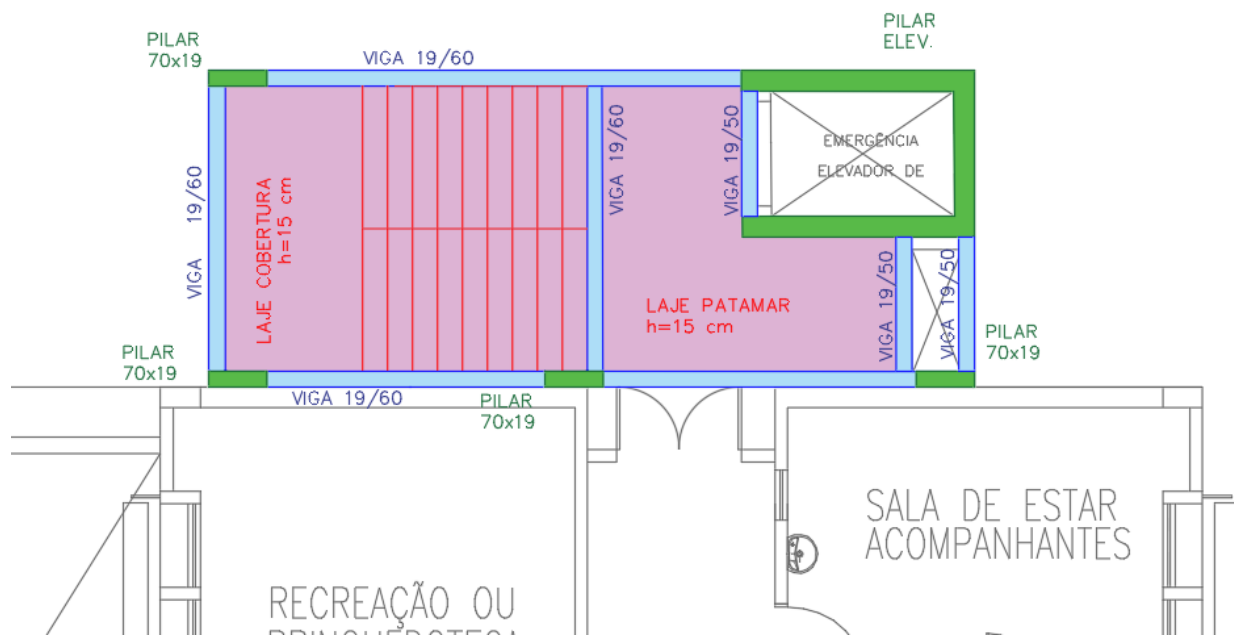 PILAR
ELEV.
PILAR
70x19
VIGA 19/60
VIGA 19/60
LAJE COBERTURA
h=15 cm
VIGA 19/60
VIGA 19/50
EMERGÊNCIA
ELEVADOR DE
LAJE PATAMAR
h=15 cm
VIGA 19/50
VIGA 19/50
PILAR
70x19
PILAR
70x19
VIGA 19/60
PILAR
70x19
SALA DE ESTAR
ACOMPANHANTES
RECREAÇÃO OU